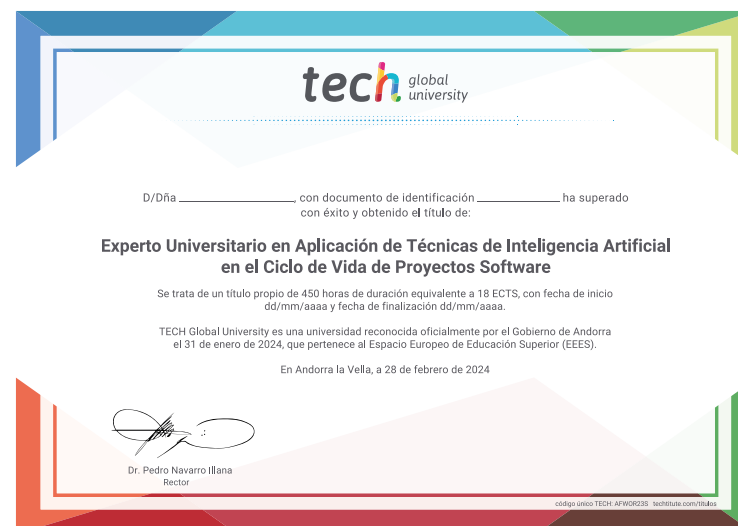 tech global university
D/Dña ____________________, con documento de identificación ______________ ha superado
con éxito y obtenido el título de:
Experto Universitario en Aplicación de Técnicas de Inteligencia Artificial
en el Ciclo de Vida de Proyectos Software
Se trata de un título propio de 450 horas de duración equivalente a 18 ECTS, con fecha de inicio
dd/mm/aaaa y fecha de finalización dd/mm/aaaa.
TECH Global University es una universidad reconocida oficialmente por el Gobierno de Andorra
el 31 de enero de 2024, que pertenece al Espacio Europeo de Educación Superior (EEES).
En Andorra la Vella, a 28 de febrero de 2024
Dr. Pedro Navarro Illana
Rector
código único TECH: AFWOR23S techtitute.com/titulos